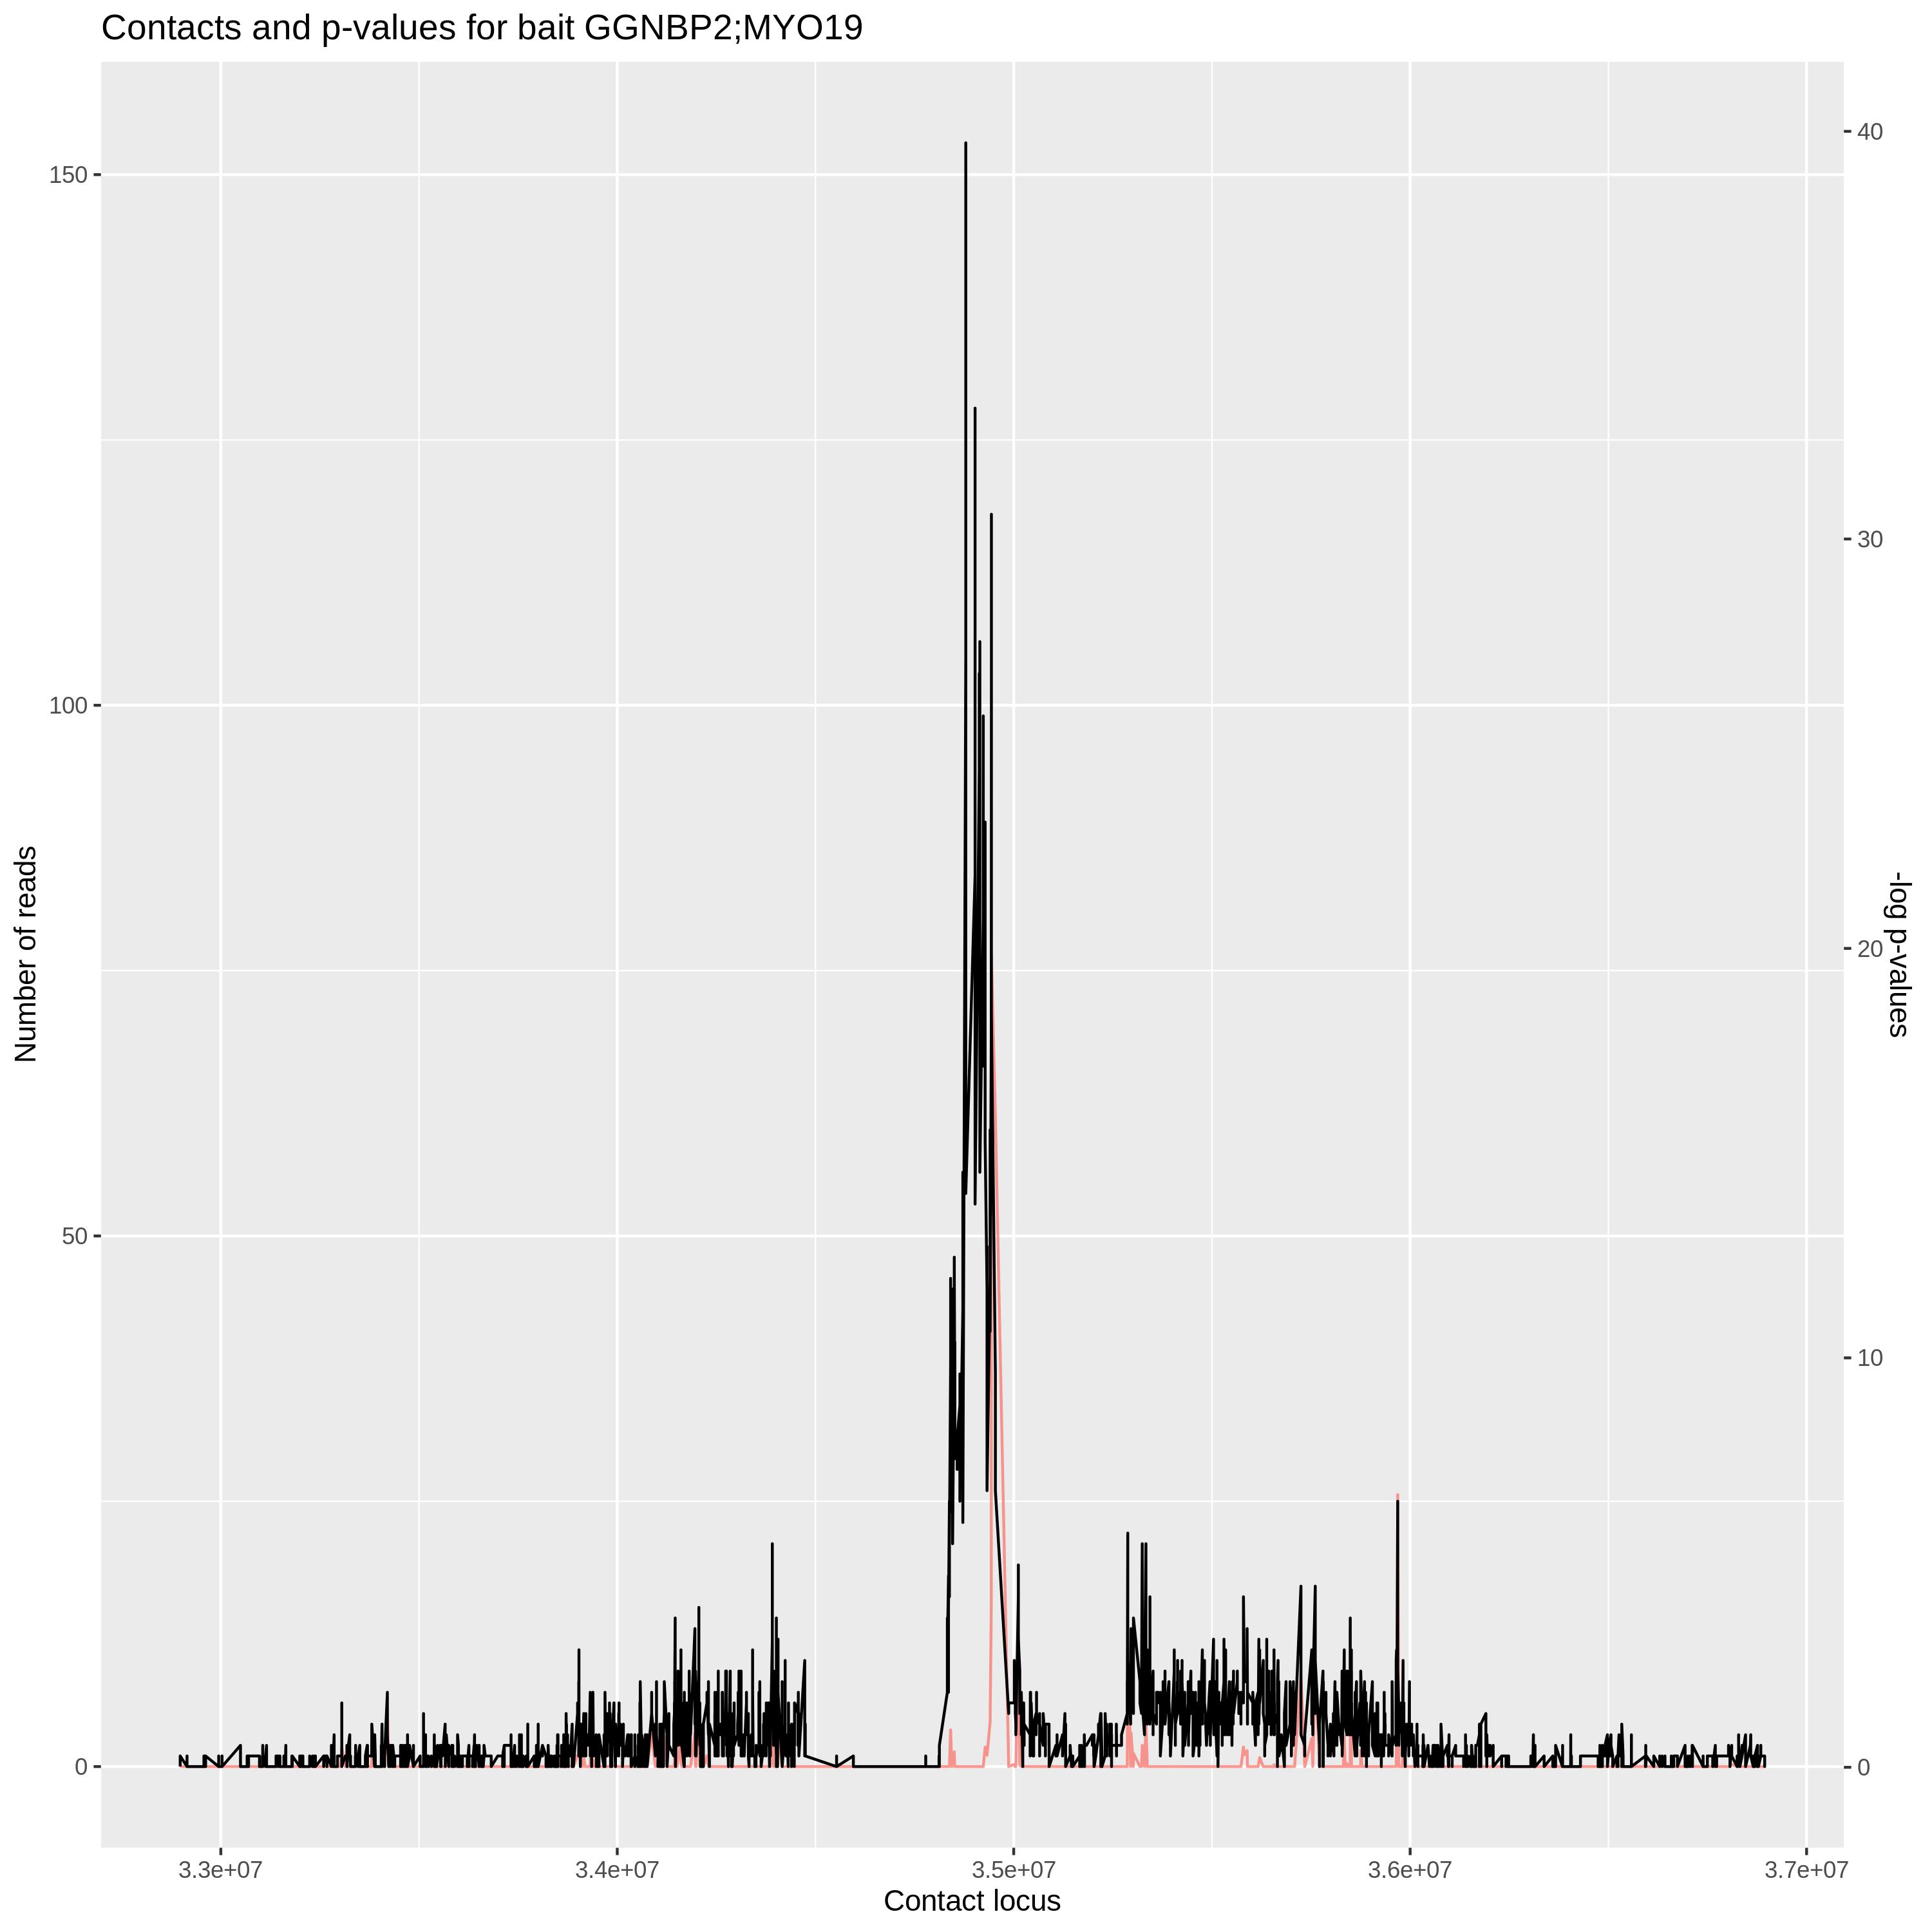 Contacts and p-values for bait GGNBP2;MYO19
150
100
50
0
Number of reads
40
30
20
10
0
-log p-values
3.3e+07
3.4e+07
3.5e+07
3.6e+07
3.7e+07
Contact locus